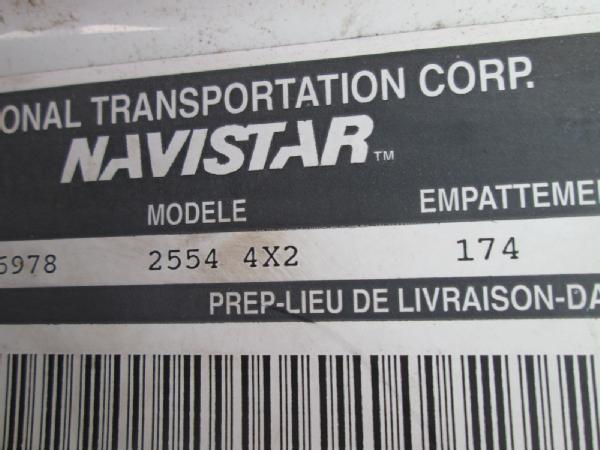 ONAL TRANSPORTATION CORP.
NAVISTAR™
MODELE EMPATTEME
5978 2554 4X2 174
PREP-LIEU DE LIVRAISON-DA